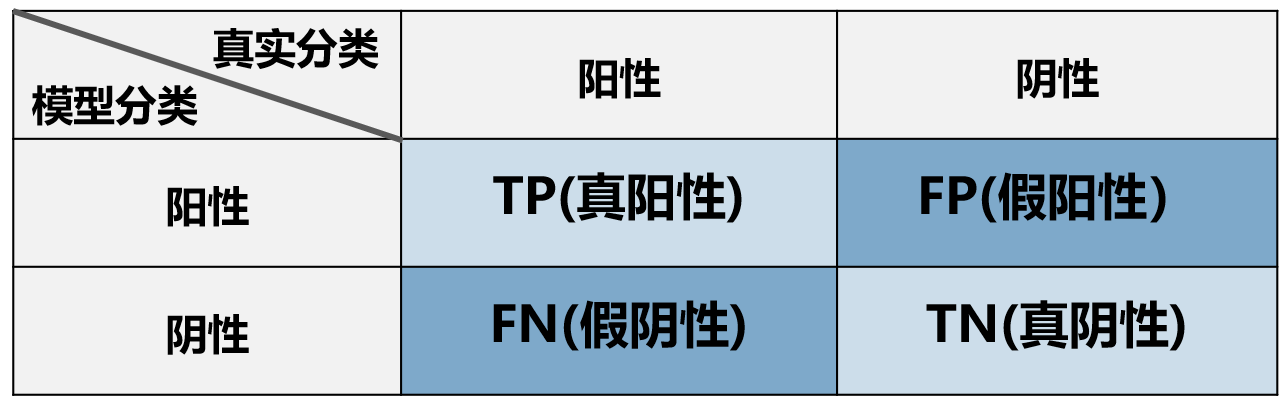 真实分类
模型分类
阳性
阴性
阳性
TP(真阳性)
FP(假阳性)
阴性
FN(假阴性)
TN(真阴性)